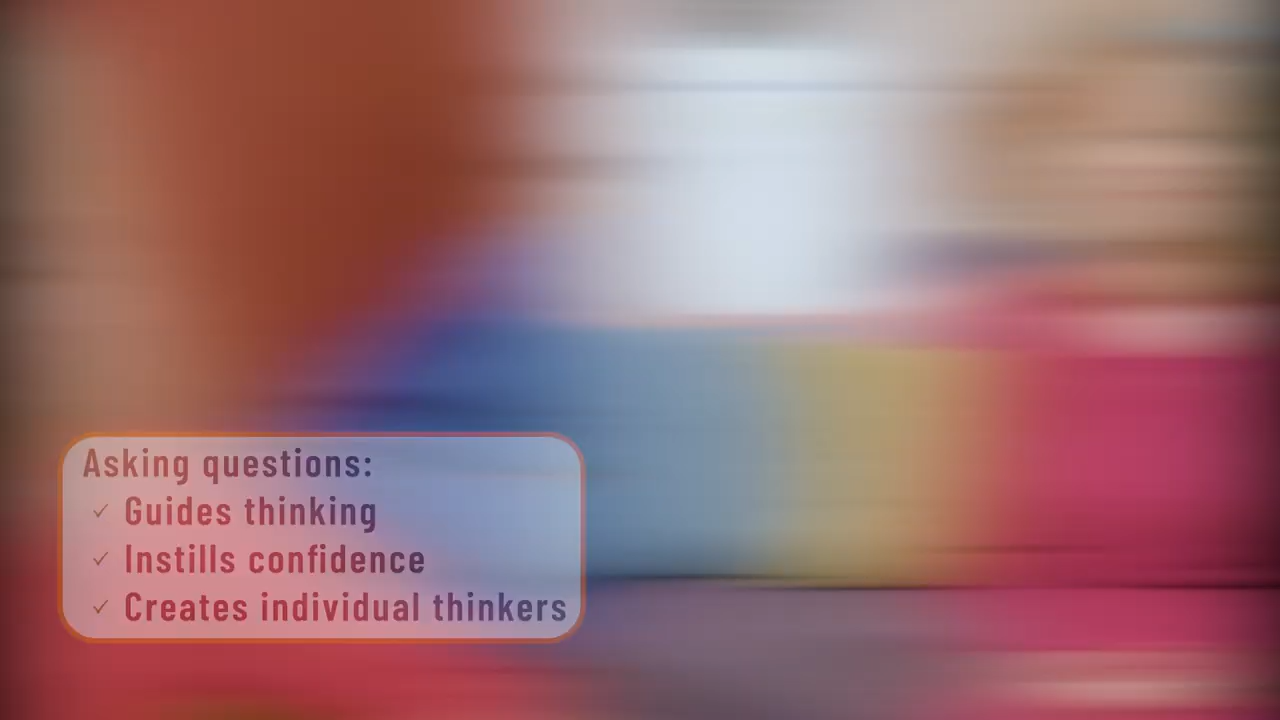 Asking questions:
✓ Guides thinking
✓ Instills confidence
✓ Creates individual thinkers